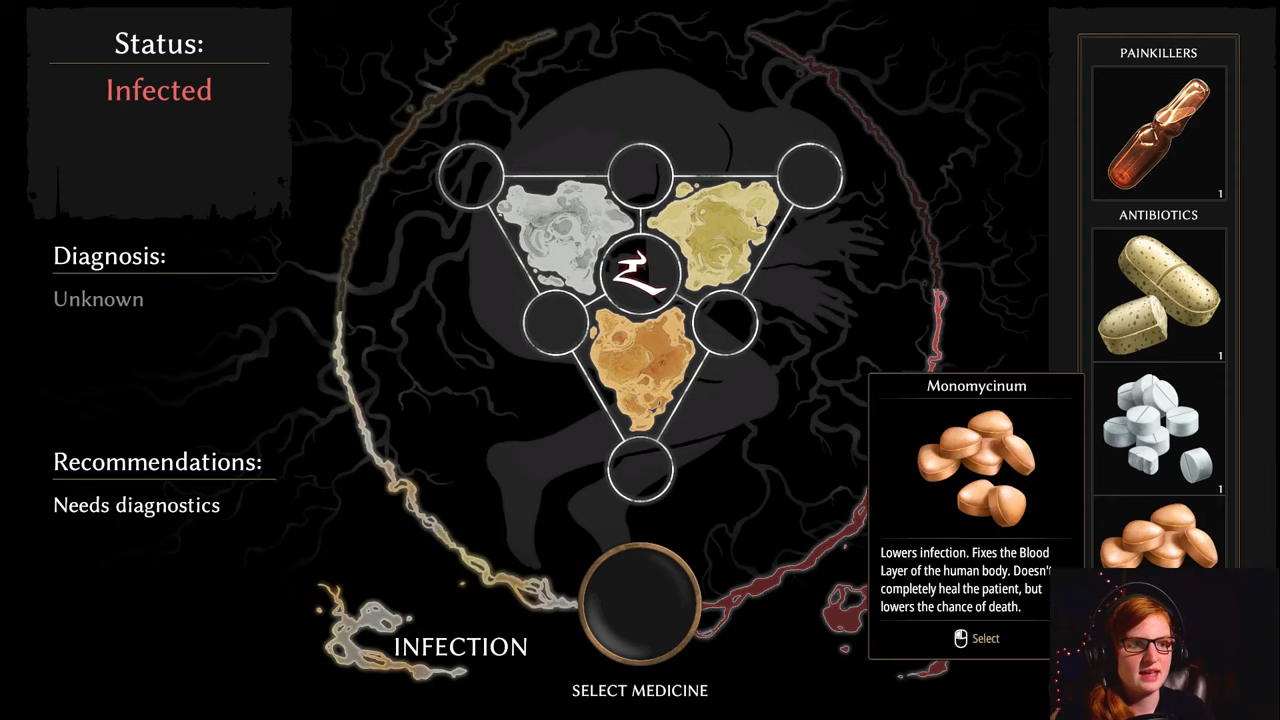 Status:
Infected
Diagnosis:
Unknown
Recommendations:
Needs diagnostics
INFECTION
SELECT MEDICINE
Monomycinum
Lowers infection. Fixes the Blood
Layer of the human body. Doesn't
completely heal the patient, but
lowers the chance of death.
Select
PAINKILLERS
1
ANTIBIOTICS
1
1